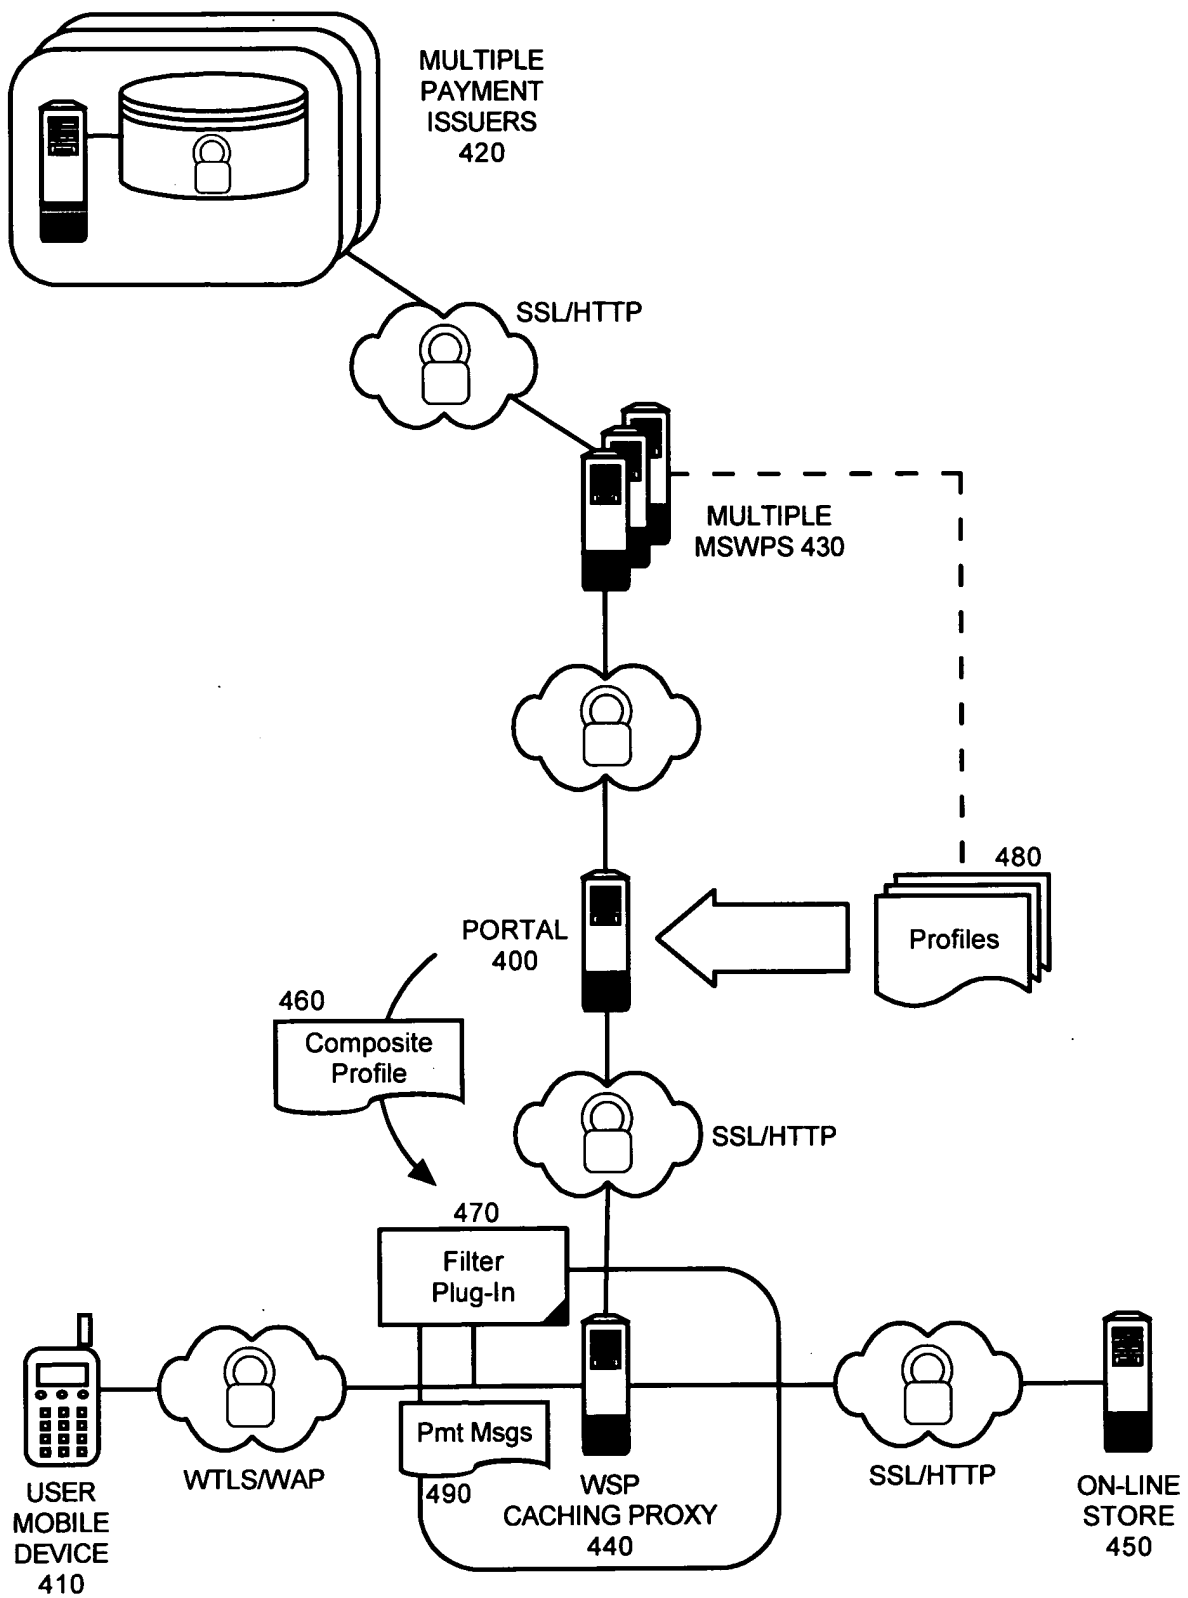 MULTIPLE
PAYMENT
ISSUERS
420
SSL/HTTP
MULTIPLE
MSWPS 430
480
Profiles
PORTAL
400
460
Composite
Profile
SSL/HTTP
470
Filter
Plug-In
Pmt Msgs
490
WTLS/WAP
USER
MOBILE
DEVICE
410
WSP
CACHING PROXY
440
SSL/HTTP
ON-LINE
STORE
450